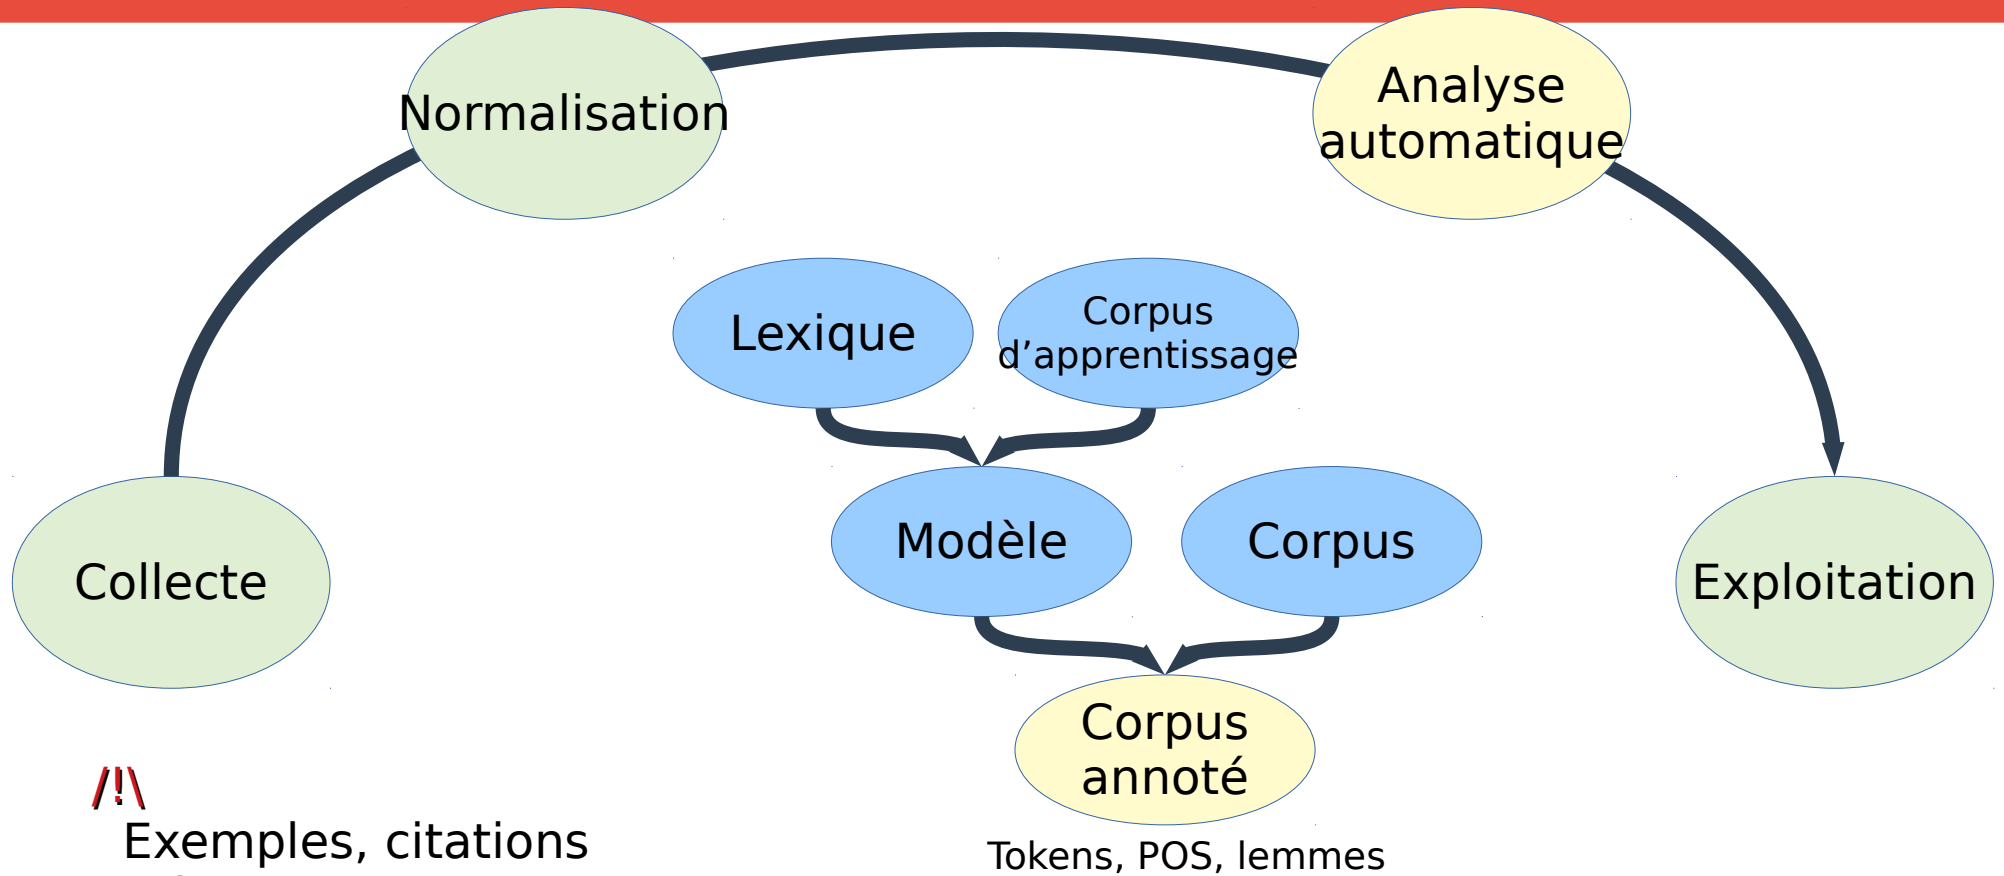 Normalisation
Analyse
automatique
Lexique
Corpus
d’apprentissage
Collecte
Modèle
Corpus
Exploitation
Corpus
annoté
/!\
Exemples, citations
Tokens, POS, lemmes